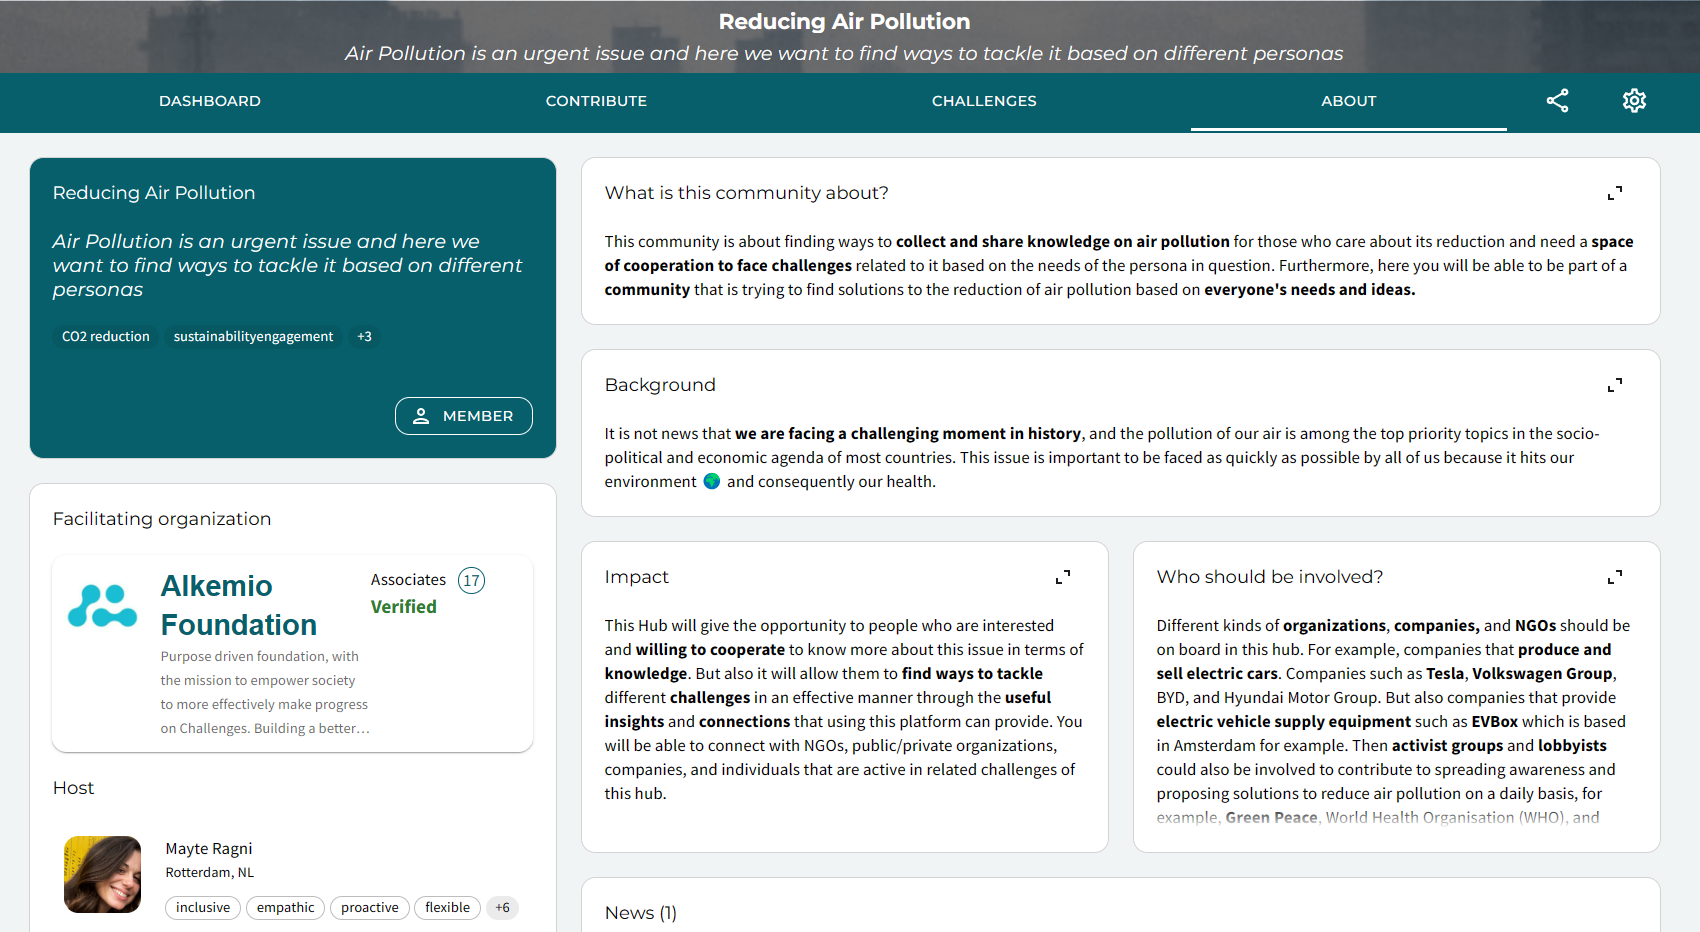 Reducing Air Pollution
Air Pollution is an urgent issue and here we want to find ways to tackle it based on different personas
DASHBOARD
CONTRIBUTE
CHALLENGES
ABOUT
Reducing Air Pollution
Air Pollution is an urgent issue and here we
want to find ways to tackle it based on different
personas
CO2 reduction
sustainabilityengagement
+3
MEMBER
Facilitating organization
Alkemio
Foundation
Associates 17
Verified
Purpose driven foundation, with
the mission to empower society
to more effectively make progress
on Challenges. Building a better...
Host
Mayte Ragni
Rotterdam, NL
inclusive
empathic
proactive
flexible
+6
What is this community about?
This community is about finding ways to collect and share knowledge on air pollution for those who care about its reduction and need a space
of cooperation to face challenges related to it based on the needs of the persona in question. Furthermore, here you will be able to be part of a
community that is trying to find solutions to the reduction of air pollution based on everyone's needs and ideas.
Background
It is not news that we are facing a challenging moment in history, and the pollution of our air is among the top priority topics in the socio-
political and economic agenda of most countries. This issue is important to be faced as quickly as possible by all of us because it hits our
environment 🌍 and consequently our health.
Impact
This Hub will give the opportunity to people who are interested
and willing to cooperate to know more about this issue in terms of
knowledge. But also it will allow them to find ways to tackle
different challenges in an effective manner through the useful
insights and connections that using this platform can provide. You
will be able to connect with NGOs, public/private organizations,
companies, and individuals that are active in related challenges of
this hub.
Who should be involved?
Different kinds of organizations, companies, and NGOs should be
on board in this hub. For example, companies that produce and
sell electric cars. Companies such as Tesla, Volkswagen Group,
BYD, and Hyundai Motor Group. But also companies that provide
electric vehicle supply equipment such as EVBox which is based
in Amsterdam for example. Then activist groups and lobbyists
could also be involved to contribute to spreading awareness and
proposing solutions to reduce air pollution on a daily basis, for
example, Green Peace, World Health Organisation (WHO), and
News (1)